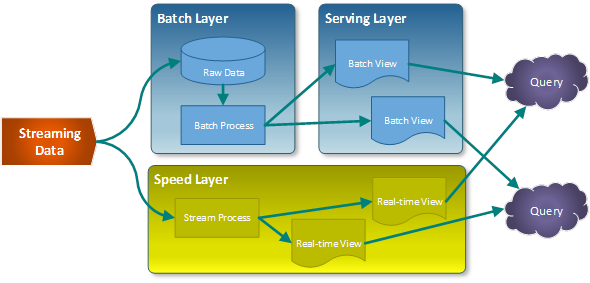 Batch Layer
Raw Data
Batch Process
Serving Layer
Batch View
Batch View
Streaming
Data
Speed Layer
Stream Process
Real-time View
Real-time View
Query
Query